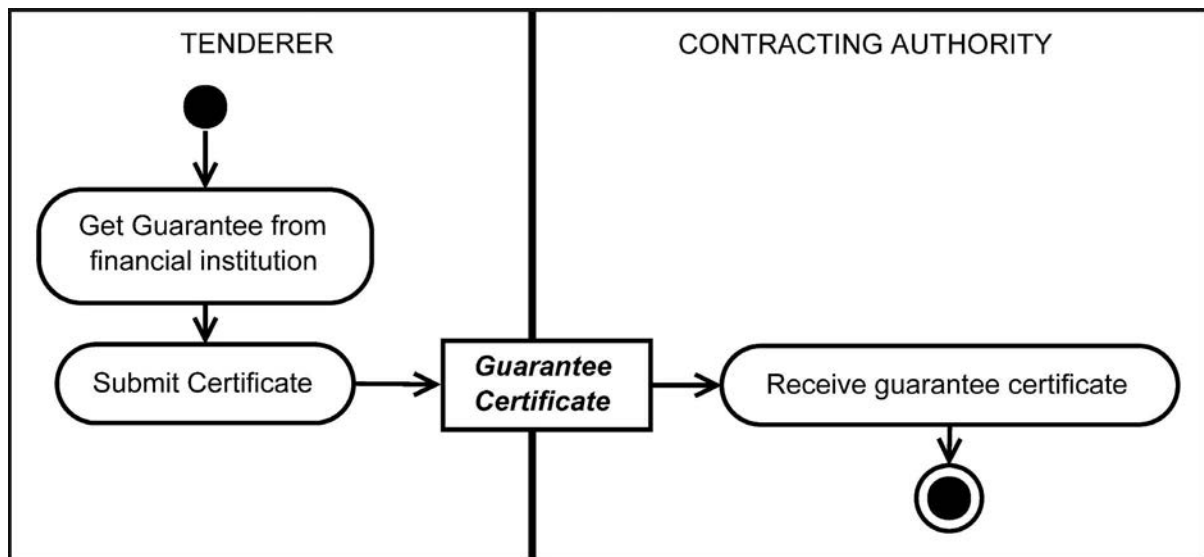 TENDERER
CONTRACTING AUTHORITY
Get Guarantee from
financial institution
Submit Certificate
Guarantee
Certificate
Receive guarantee certificate